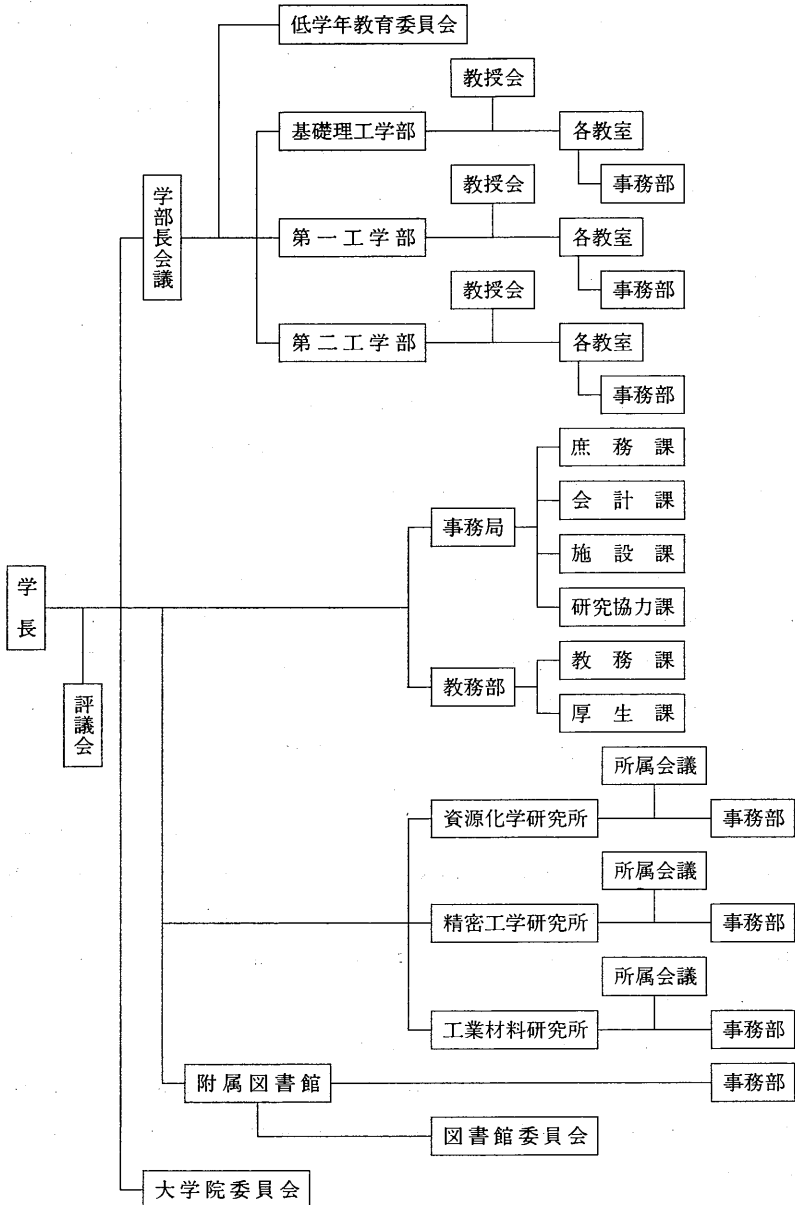 低学年教育委員会
教授会
基礎理工学部
各教室
事務部
学部長会議
教授会
第一工学部
各教室
事務部
教授会
第二工学部
各教室
事務部
庶務課
会計課
事務局
施設課
研究協力課
学長
教務課
教務部
厚生課
評議会
所属会議
資源化学研究所
事務部
所属会議
精密工学研究所
事務部
所属会議
工業材料研究所
事務部
附属図書館
事務部
図書館委員会
大学院委員会